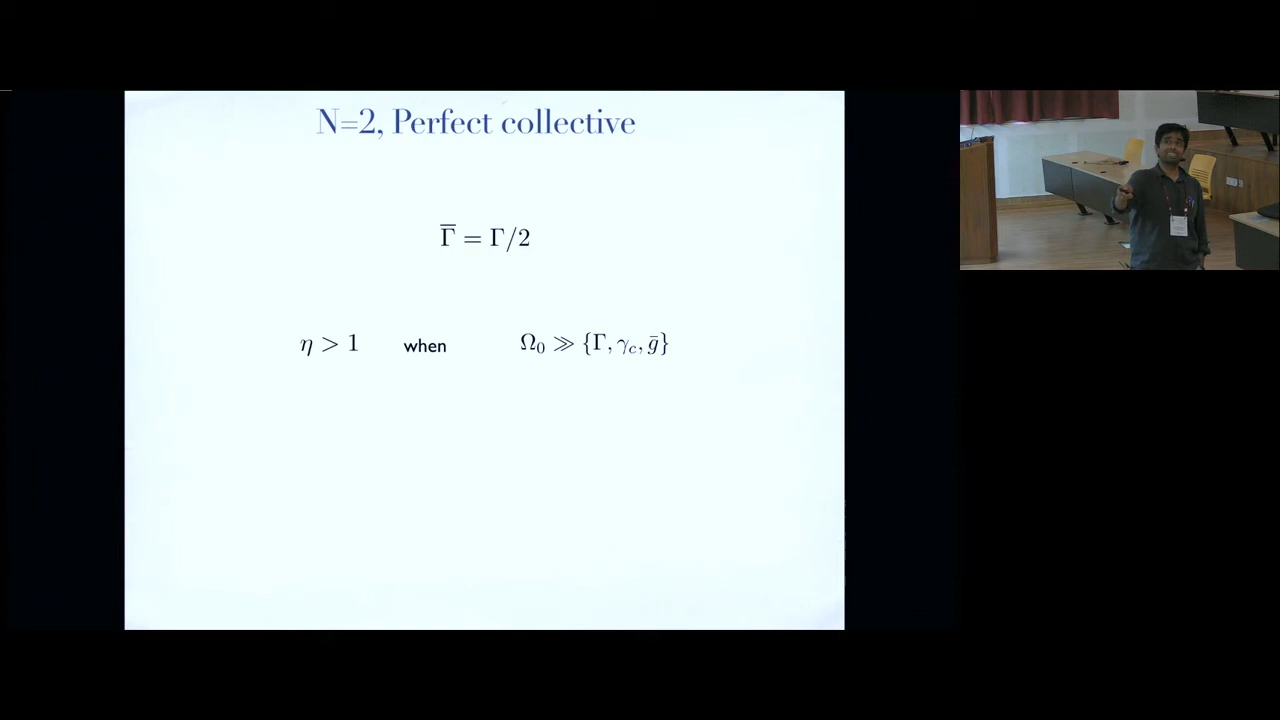 N=2, Perfect collective
Γ̅ = Γ/2
η > 1 when Ω₀ ≫ {Γ, γ_c, ḡ}